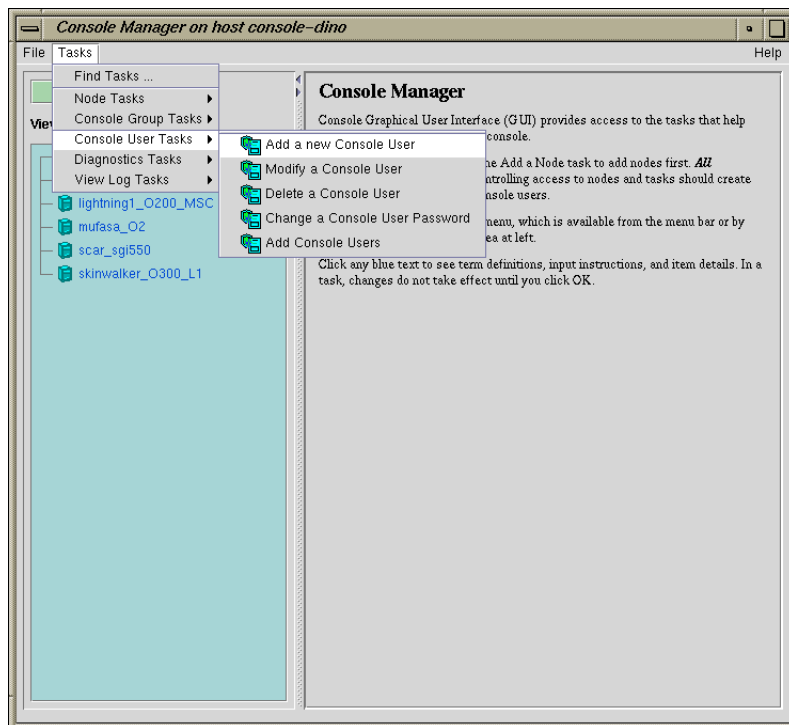 Console Manager on host console-dino
File Tasks Help
Find Tasks ...
Node Tasks
Console Group Tasks
Console User Tasks
Diagnostics Tasks
View Log Tasks
Add a new Console User
Modify a Console User
Delete a Console User
Change a Console User Password
Add Console Users
lightning1_O200_MSC
mufasa_O2
scar_sgi550
skinwalker_O300_L1
Console Manager
Console Graphical User Interface (GUI) provides access to the tasks that help
console.
Add a Node task to add nodes first. All
controlling access to nodes and tasks should create
users.
menu, which is available from the menu bar or by
at left.
Click any blue text to see term definitions, input instructions, and item details. In a
task, changes do not take effect until you click OK.